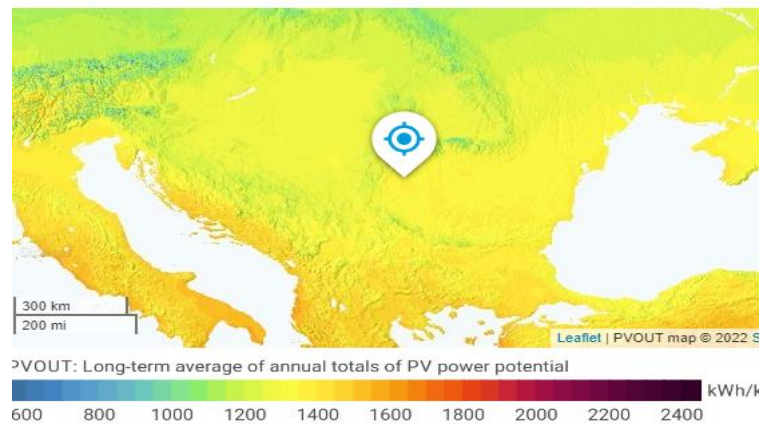 300 km
200 mi
Leaflet | PVOUT map © 2022 S
PVOUT: Long-term average of annual totals of PV power potential
kWh/k
600 800 1000 1200 1400 1600 1800 2000 2200 2400